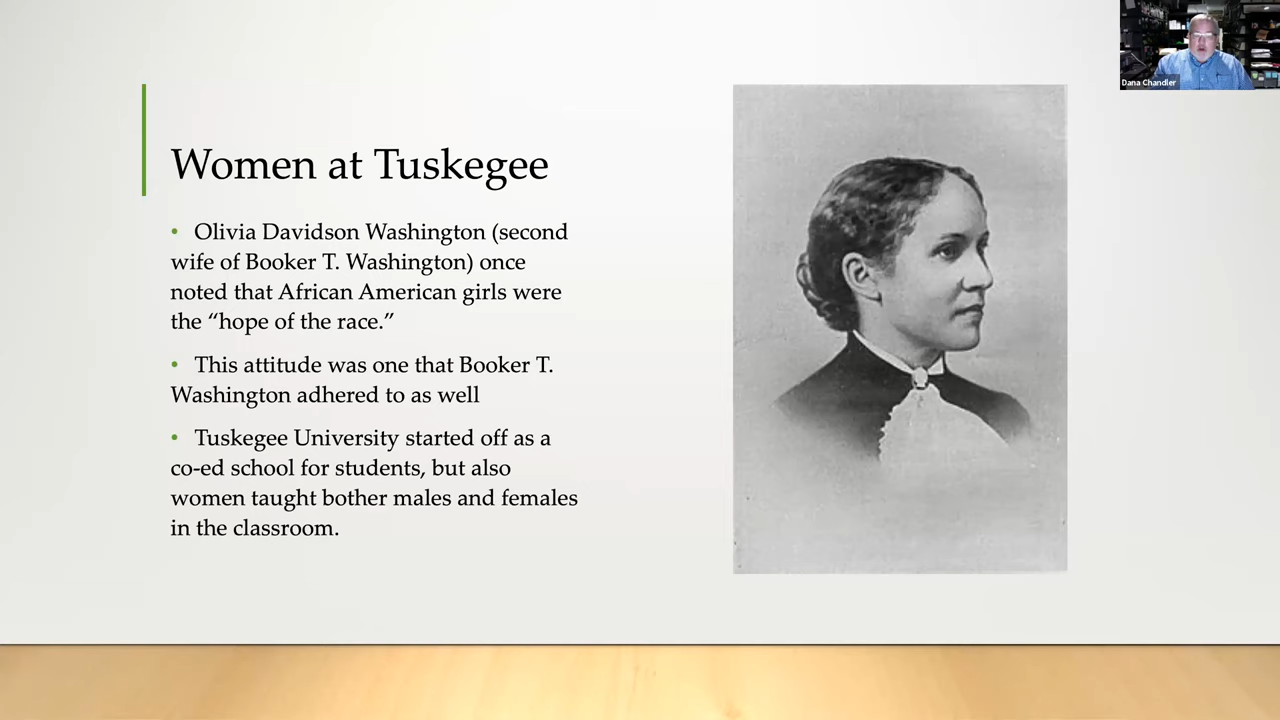 Women at Tuskegee
• Olivia Davidson Washington (second
wife of Booker T. Washington) once
noted that African American girls were
the “hope of the race.”
• This attitude was one that Booker T.
Washington adhered to as well
• Tuskegee University started off as a
co-ed school for students, but also
women taught bother males and females
in the classroom.
Dana Chandler